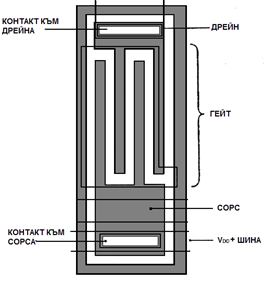 КОНТАКТ КЪМ
ДРЕЙНА
ДРЕЙН
ГЕЙТ
СОРС
КОНТАКТ КЪМ
СОРСА
VDD+ ШИНА